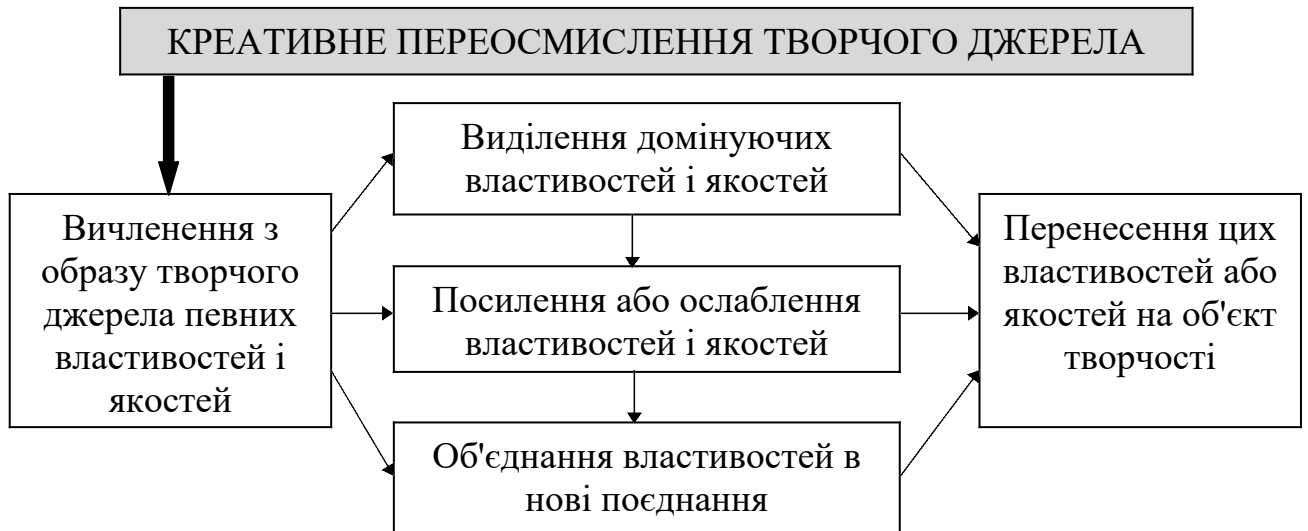 КРЕАТИВНЕ ПЕРЕОСМИСЛЕННЯ ТВОРЧОГО ДЖЕРЕЛА
Вичленення з
образу творчого
джерела певних
властивостей і
якостей
Виділення домінуючих
властивостей і якостей
Посилення або ослаблення
властивостей і якостей
Об'єднання властивостей в
нові поєднання
Перенесення цих
властивостей або
якостей на об'єкт
творчості